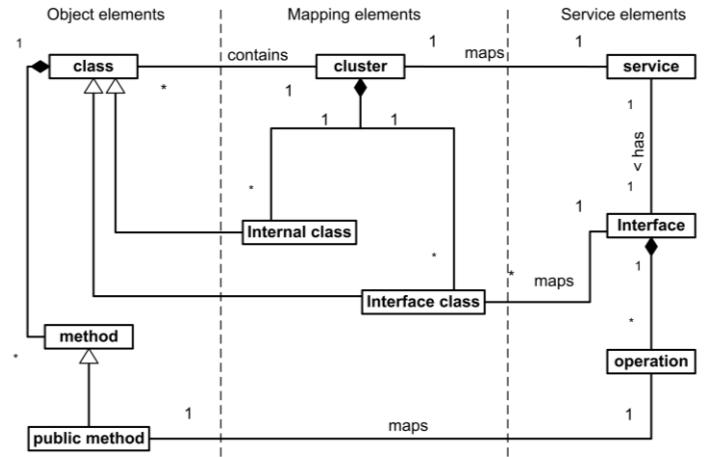 Object elements Mapping elements Service elements
1 1 1
class contains cluster maps service
* 1 1
1 1
< has
* 1
1
Internal class Interface
* 1
* maps
Interface class
*
method
* operation
1 1
maps
public method